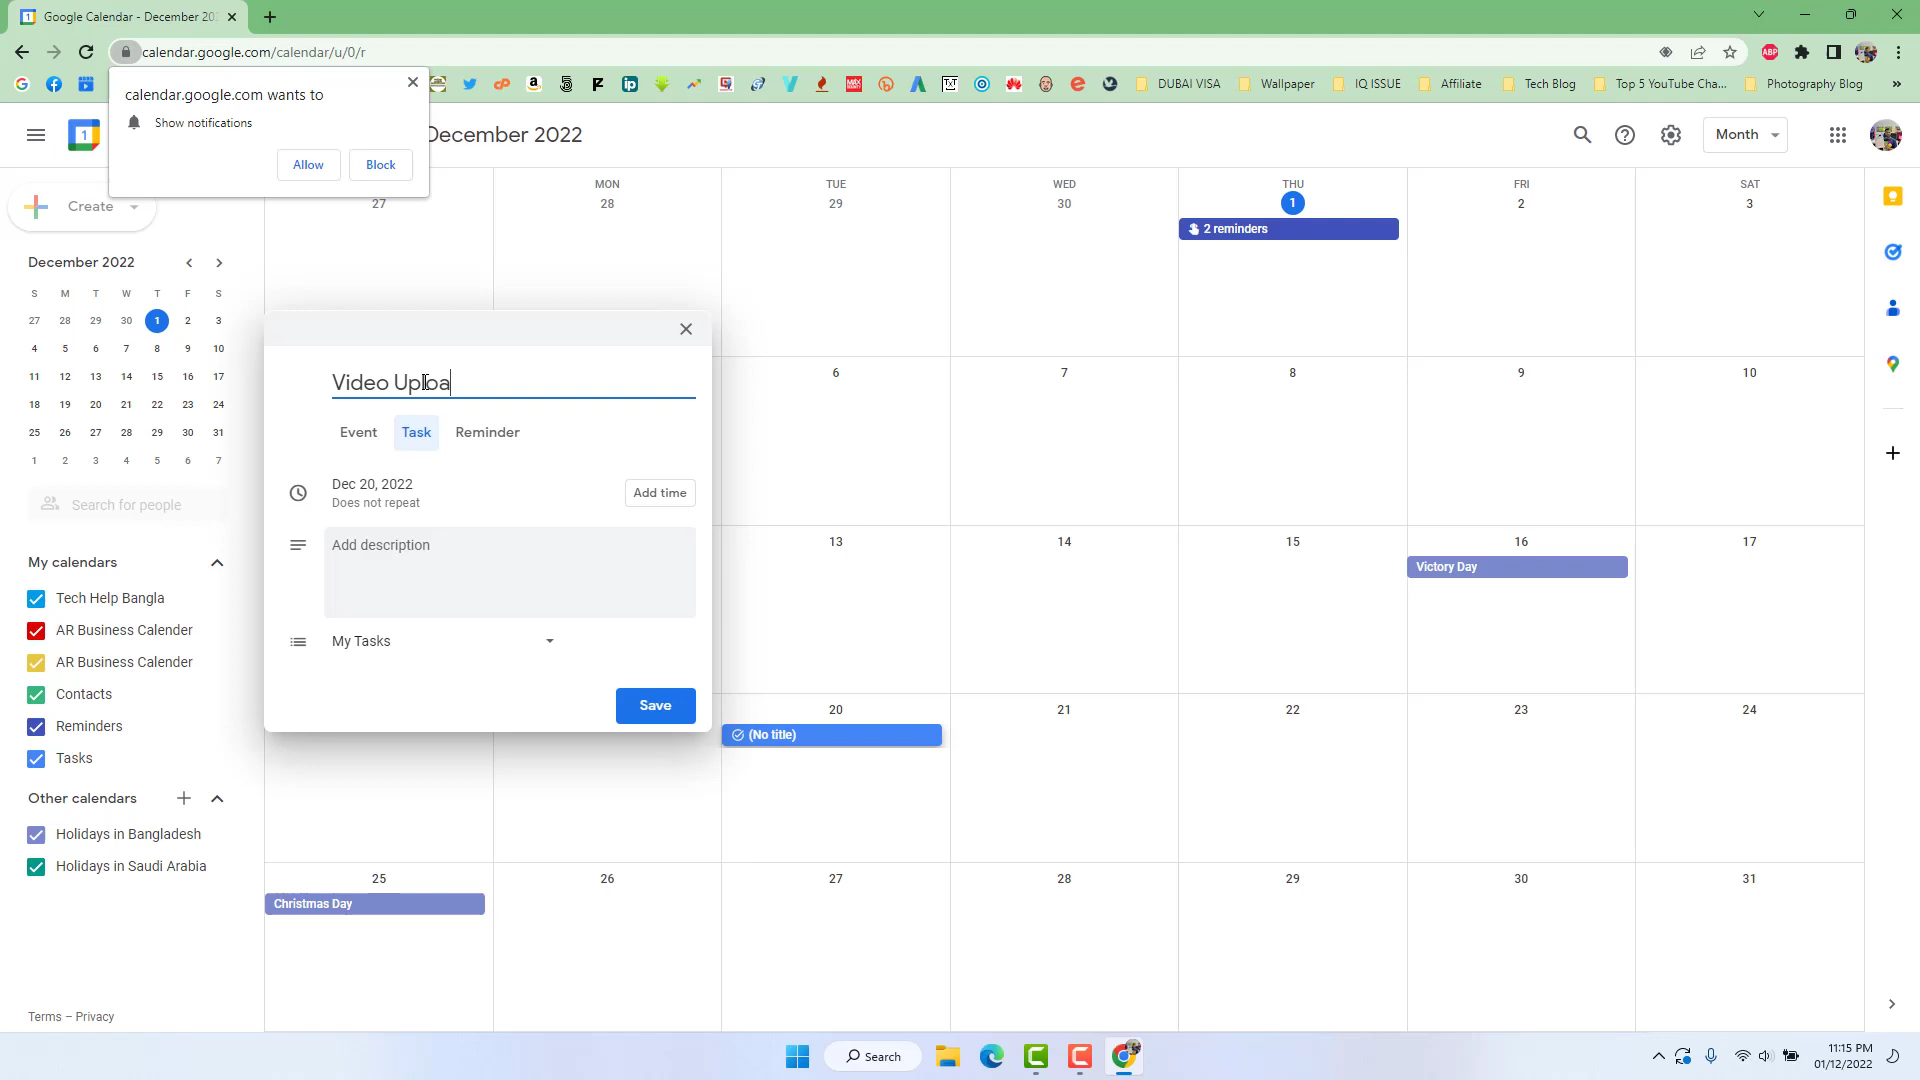 Google Calendar - December 20
calendar.google.com/calendar/u/0/r
ABP
DUBAI VISA
Wallpaper
IQ ISSUE
Affiliate
Tech Blog
Top 5 YouTube Cha...
Photography Blog
calendar.google.com wants to
Show notifications
Allow
Block
December 2022
Month
Create
December 2022
S M T W T F S
27 28 29 30 1 2 3
4 5 6 7 8 9 10
11 12 13 14 15 16 17
18 19 20 21 22 23 24
25 26 27 28 29 30 31
1 2 3 4 5 6 7
Search for people
My calendars
Tech Help Bangla
AR Business Calender
AR Business Calender
Contacts
Reminders
Tasks
Other calendars
Holidays in Bangladesh
Holidays in Saudi Arabia
Terms – Privacy
MON TUE WED THU FRI SAT
27 28 29 30 1 2 3
2 reminders
6 7 8 9 10
13 14 15 16 17
Victory Day
20 21 22 23 24
(No title)
25 26 27 28 29 30 31
Christmas Day
Video Uploa
Event Task Reminder
Dec 20, 2022
Does not repeat
Add time
Add description
My Tasks
Save
Search
11:15 PM
01/12/2022